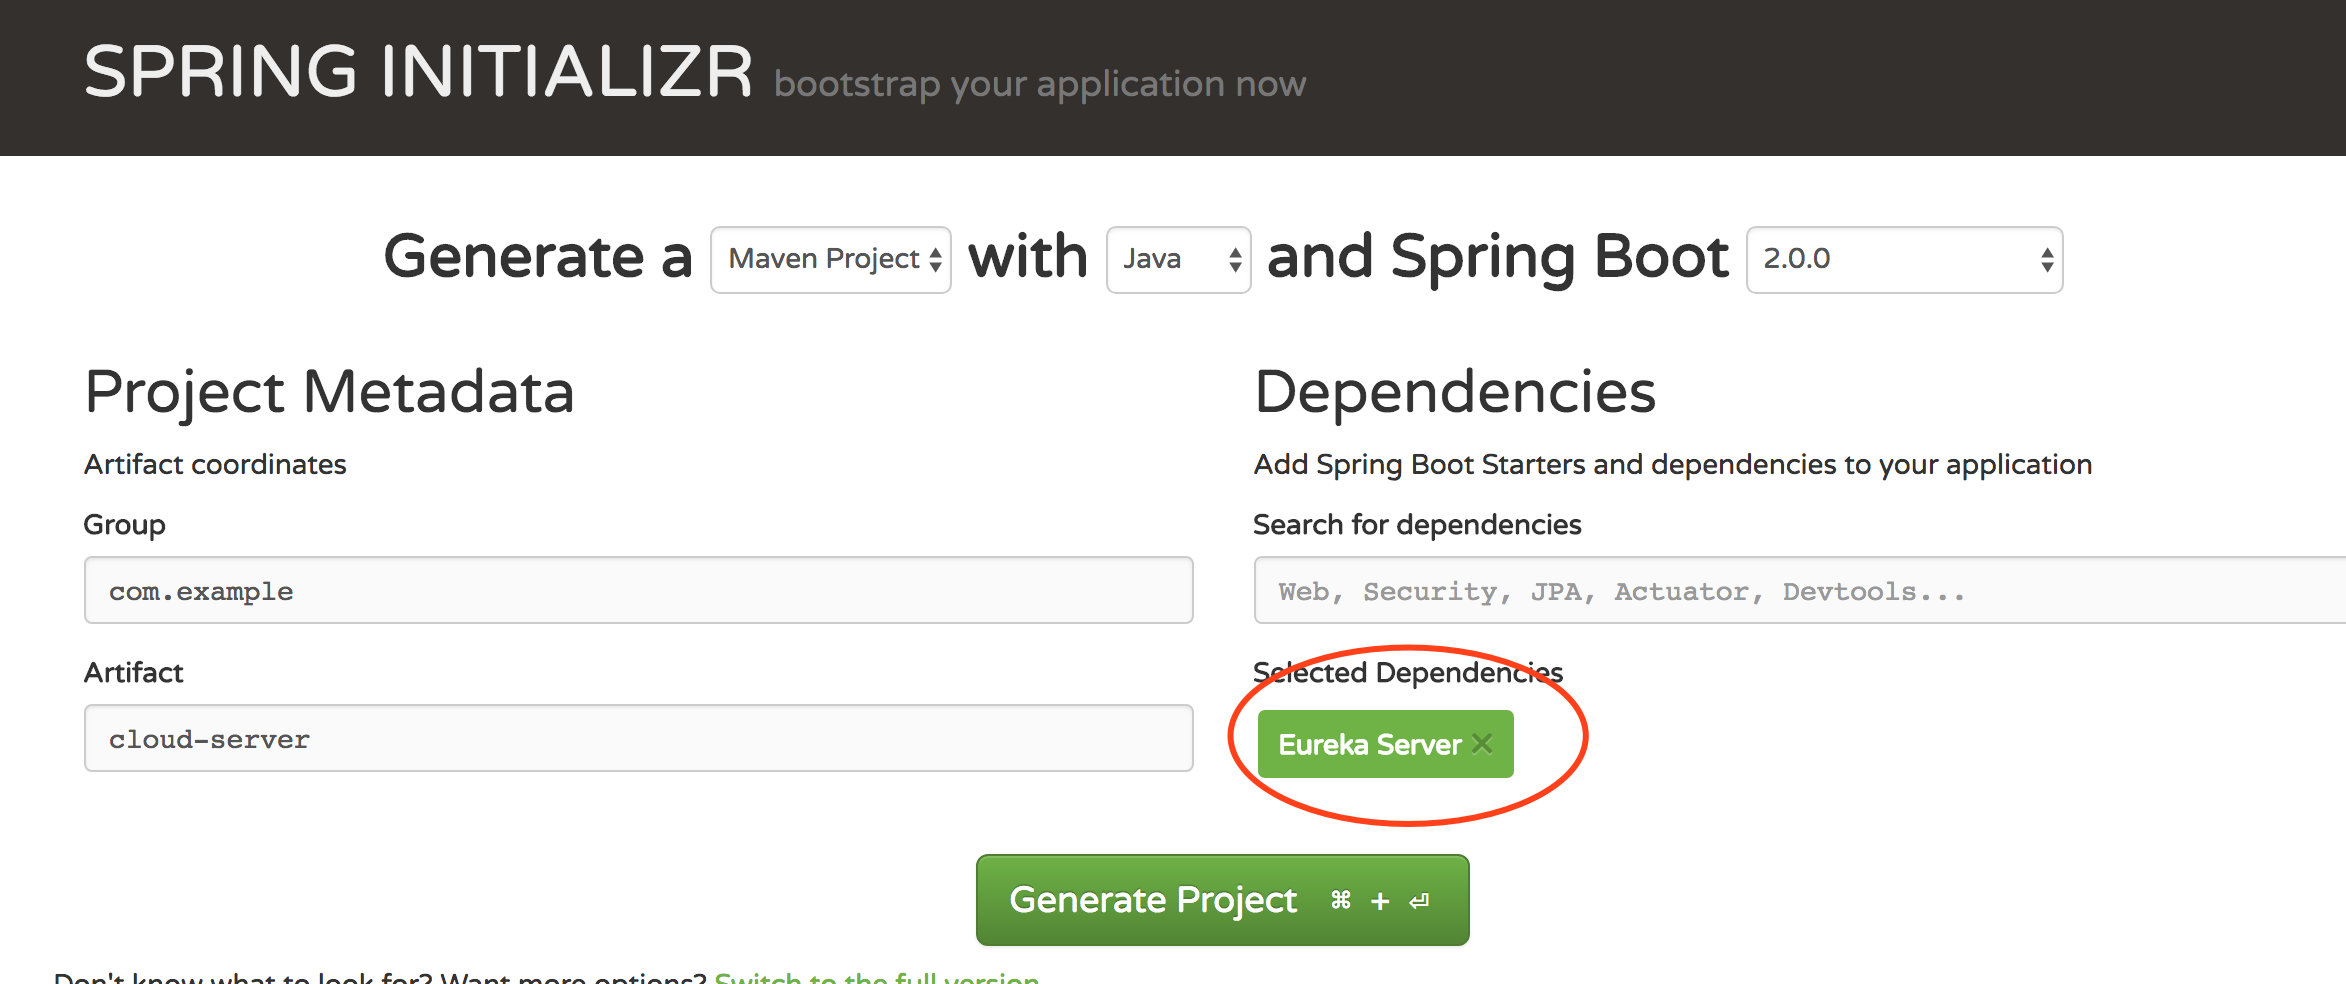 SPRING INITIALIZR bootstrap your application now
Generate a Maven Project with Java and Spring Boot 2.0.0
Project Metadata
Artifact coordinates
Group
com.example
Artifact
cloud-server
Dependencies
Add Spring Boot Starters and dependencies to your application
Search for dependencies
Web, Security, JPA, Actuator, Devtools...
Selected Dependencies
Eureka Server ×
Generate Project ⌘ + ⏎
Don't know what to look for? Want more options? Switch to the full version.